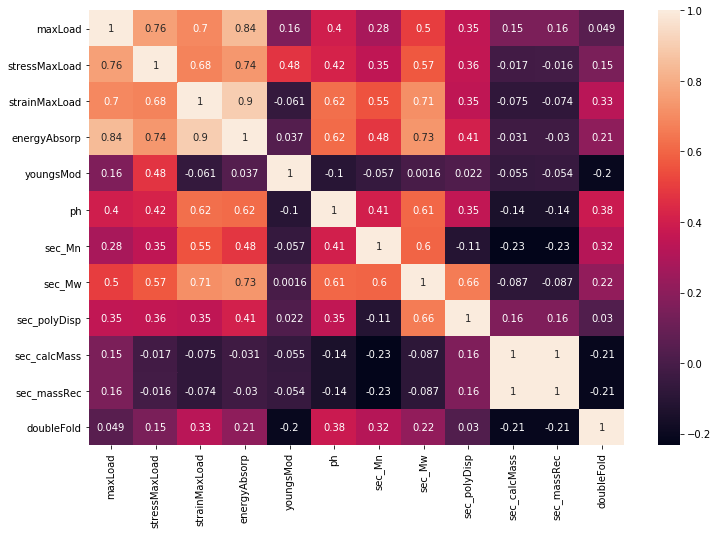 maxLoad 1 0.76 0.7 0.84 0.16 0.4 0.28 0.5 0.35 0.15 0.16 0.049
stressMaxLoad 0.76 1 0.68 0.74 0.48 0.42 0.35 0.57 0.36 -0.017 -0.016 0.15
strainMaxLoad 0.7 0.68 1 0.9 -0.061 0.62 0.55 0.71 0.35 -0.075 -0.074 0.33
energyAbsorp 0.84 0.74 0.9 1 0.037 0.62 0.48 0.73 0.41 -0.031 -0.03 0.21
youngsMod 0.16 0.48 -0.061 0.037 1 -0.1 -0.057 0.0016 0.022 -0.055 -0.054 -0.2
ph 0.4 0.42 0.62 0.62 -0.1 1 0.41 0.61 0.35 -0.14 -0.14 0.38
sec_Mn 0.28 0.35 0.55 0.48 -0.057 0.41 1 0.6 -0.11 -0.23 -0.23 0.32
sec_Mw 0.5 0.57 0.71 0.73 0.0016 0.61 0.6 1 0.66 -0.087 -0.087 0.22
sec_polyDisp 0.35 0.36 0.35 0.41 0.022 0.35 -0.11 0.66 1 0.16 0.16 0.03
sec_calcMass 0.15 -0.017 -0.075 -0.031 -0.055 -0.14 -0.23 -0.087 0.16 1 1 -0.21
sec_massRec 0.16 -0.016 -0.074 -0.03 -0.054 -0.14 -0.23 -0.087 0.16 1 1 -0.21
doubleFold 0.049 0.15 0.33 0.21 -0.2 0.38 0.32 0.22 0.03 -0.21 -0.21 1
maxLoad
stressMaxLoad
strainMaxLoad
energyAbsorp
youngsMod
ph
sec_Mn
sec_Mw
sec_polyDisp
sec_calcMass
sec_massRec
doubleFold
1.0
0.8
0.6
0.4
0.2
0.0
−0.2